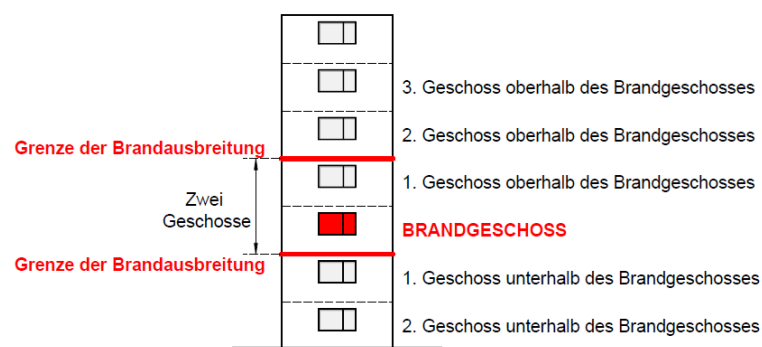 3. Geschoss oberhalb des Brandgeschosses
2. Geschoss oberhalb des Brandgeschosses
Grenze der Brandausbreitung
1. Geschoss oberhalb des Brandgeschosses
Zwei
Geschosse
BRANDGESCHOSS
Grenze der Brandausbreitung
1. Geschoss unterhalb des Brandgeschosses
2. Geschoss unterhalb des Brandgeschosses